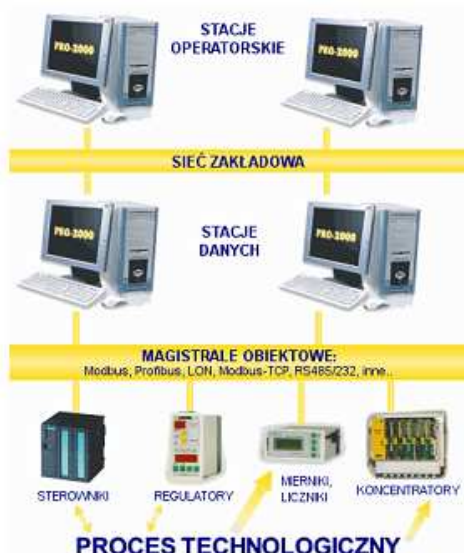 STACJE
OPERATORSKIE
PRO-2000
PRO-2000
SIEĆ ZAKŁADOWA
STACJE
DANYCH
PRO-2000
PRO-2000
MAGISTRALE OBIEKTOWE:
Modbus, Profibus, LON, Modbus-TCP, RS485/232, inne...
STEROWNIKI
REGULATORY
MIERNIKI,
LICZNIKI
KONCENTRATORY
PROCES TECHNOLOGICZNY